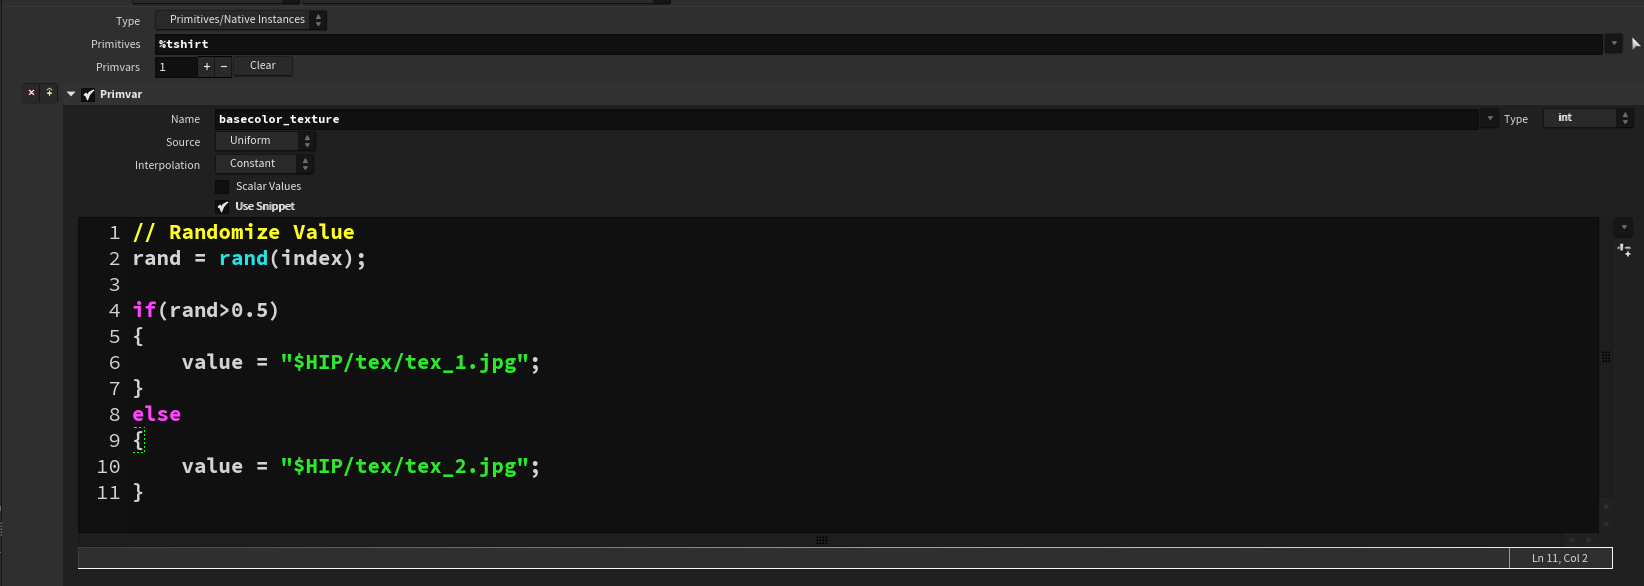 Type Primitives/Native Instances
Primitives %tshirt
Primvars 1 + − Clear
Primvar
Name basecolor_texture Type int
Source Uniform
Interpolation Constant
Scalar Values
Use Snippet
1 // Randomize Value
2 rand = rand(index);
3
4 if(rand>0.5)
5 {
6 value = "$HIP/tex/tex_1.jpg";
7 }
8 else
9 {
10 value = "$HIP/tex/tex_2.jpg";
11 }
Ln 11, Col 2